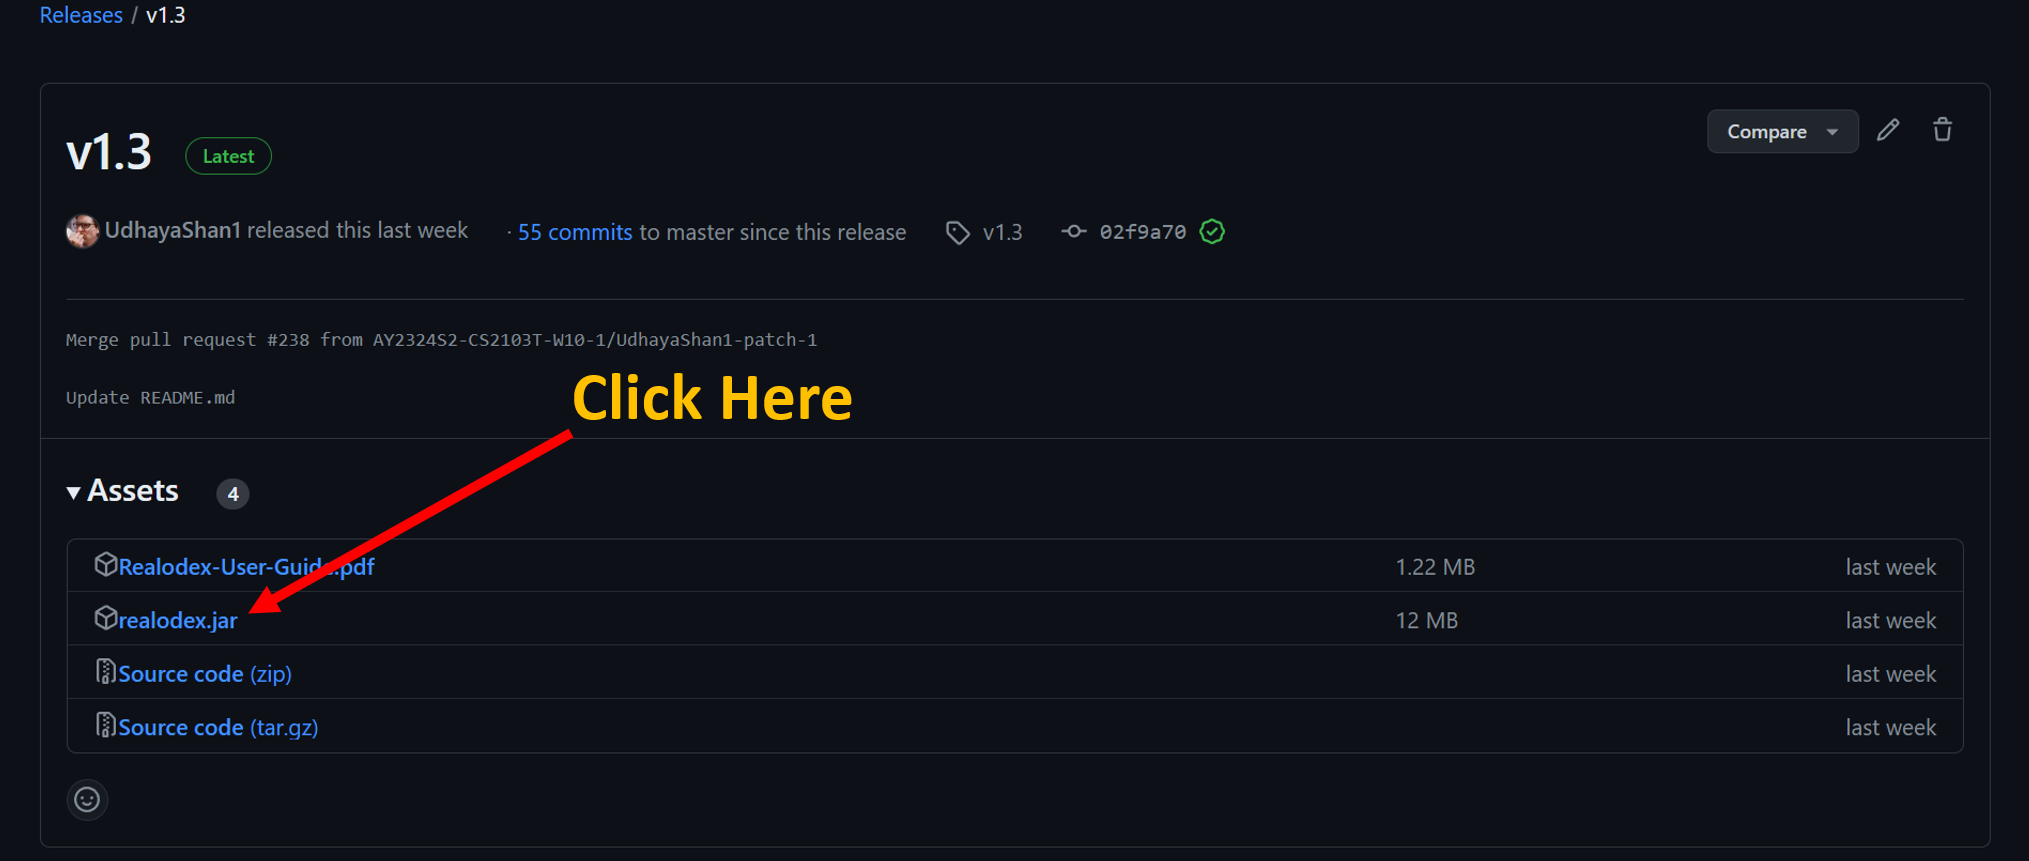 Releases / v1.3
v1.3 Latest
Compare
UdhayaShan1 released this last week · 55 commits to master since this release v1.3 02f9a70
Merge pull request #238 from AY2324S2-CS2103T-W10-1/UdhayaShan1-patch-1
Update README.md
Click Here
Assets 4
Realodex-User-Guide.pdf 1.22 MB last week
realodex.jar 12 MB last week
Source code (zip) last week
Source code (tar.gz) last week